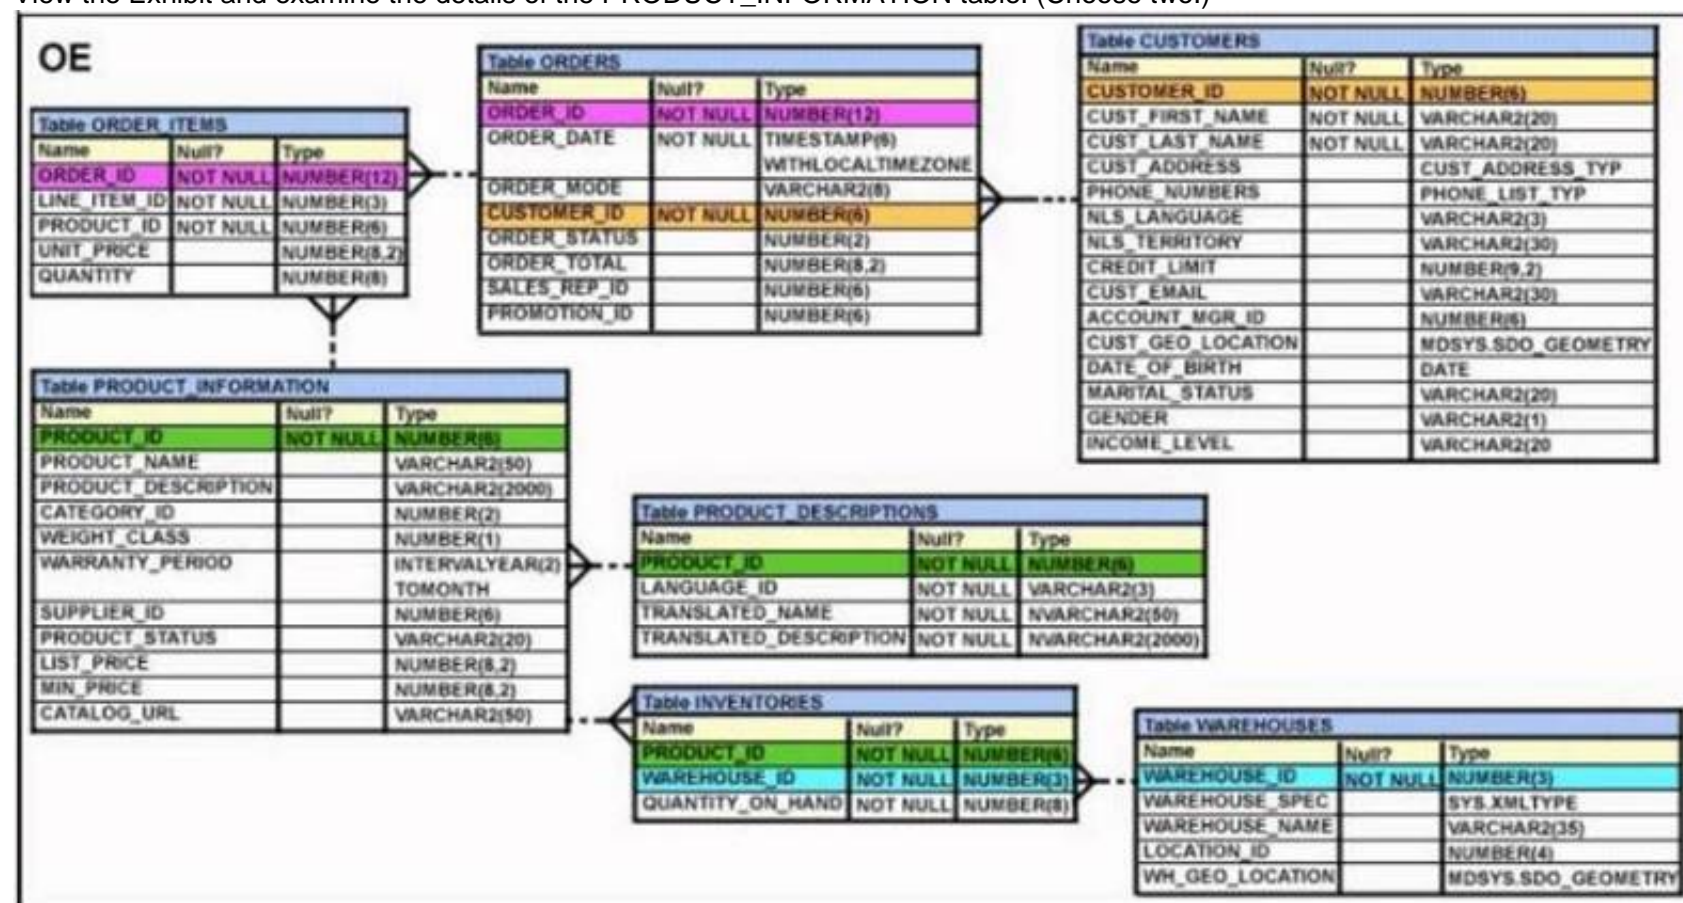 View the Exhibit and examine the details of the PRODUCT_INFORMATION table. (Choose two.)
OE
Table ORDER_ITEMS
Name Null? Type
ORDER_ID NOT NULL NUMBER(12)
LINE_ITEM_ID NOT NULL NUMBER(3)
PRODUCT_ID NOT NULL NUMBER(6)
UNIT_PRICE NUMBER(8,2)
QUANTITY NUMBER(8)
Table ORDERS
Name Null? Type
ORDER_ID NOT NULL NUMBER(12)
ORDER_DATE NOT NULL TIMESTAMP(6)
WITHLOCALTIMEZONE
ORDER_MODE VARCHAR2(8)
CUSTOMER_ID NOT NULL NUMBER(6)
ORDER_STATUS NUMBER(2)
ORDER_TOTAL NUMBER(8,2)
SALES_REP_ID NUMBER(6)
PROMOTION_ID NUMBER(6)
Table CUSTOMERS
Name Null? Type
CUSTOMER_ID NOT NULL NUMBER(6)
CUST_FIRST_NAME NOT NULL VARCHAR2(20)
CUST_LAST_NAME NOT NULL VARCHAR2(20)
CUST_ADDRESS CUST_ADDRESS_TYP
PHONE_NUMBERS PHONE_LIST_TYP
NLS_LANGUAGE VARCHAR2(3)
NLS_TERRITORY VARCHAR2(30)
CREDIT_LIMIT NUMBER(9,2)
CUST_EMAIL VARCHAR2(30)
ACCOUNT_MGR_ID NUMBER(6)
CUST_GEO_LOCATION MDSYS.SDO_GEOMETRY
DATE_OF_BIRTH DATE
MARITAL_STATUS VARCHAR2(20)
GENDER VARCHAR2(1)
INCOME_LEVEL VARCHAR2(20
Table PRODUCT_INFORMATION
Name Null? Type
PRODUCT_ID NOT NULL NUMBER(6)
PRODUCT_NAME VARCHAR2(50)
PRODUCT_DESCRIPTION VARCHAR2(2000)
CATEGORY_ID NUMBER(2)
WEIGHT_CLASS NUMBER(1)
WARRANTY_PERIOD INTERVALYEAR(2)
TOMONTH
SUPPLIER_ID NUMBER(6)
PRODUCT_STATUS VARCHAR2(20)
LIST_PRICE NUMBER(8,2)
MIN_PRICE NUMBER(8,2)
CATALOG_URL VARCHAR2(50)
Table PRODUCT_DESCRIPTIONS
Name Null? Type
PRODUCT_ID NOT NULL NUMBER(6)
LANGUAGE_ID NOT NULL VARCHAR2(3)
TRANSLATED_NAME NOT NULL NVARCHAR2(50)
TRANSLATED_DESCRIPTION NOT NULL NVARCHAR2(2000)
Table INVENTORIES
Name Null? Type
PRODUCT_ID NOT NULL NUMBER(6)
WAREHOUSE_ID NOT NULL NUMBER(3)
QUANTITY_ON_HAND NOT NULL NUMBER(8)
Table WAREHOUSES
Name Null? Type
WAREHOUSE_ID NOT NULL NUMBER(3)
WAREHOUSE_SPEC SYS.XMLTYPE
WAREHOUSE_NAME VARCHAR2(35)
LOCATION_ID NUMBER(4)
WH_GEO_LOCATION MDSYS.SDO_GEOMETRY